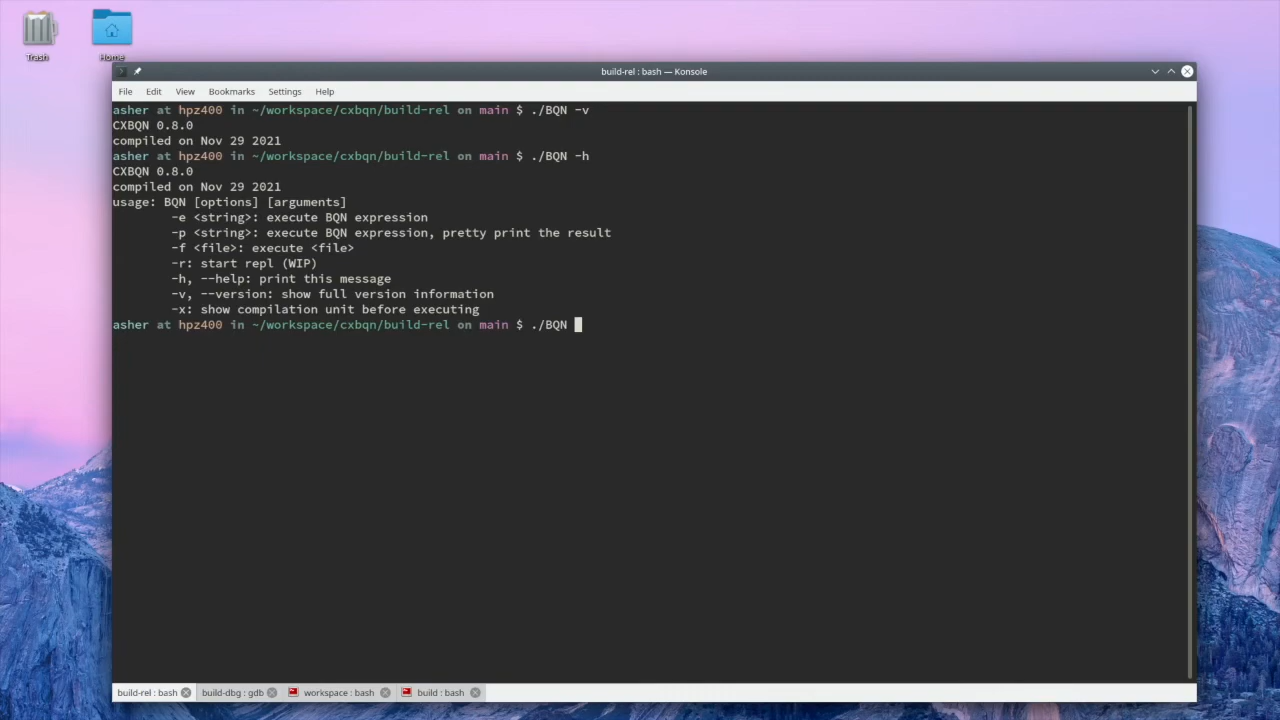 Trash
Home
build-rel : bash — Konsole
File Edit View Bookmarks Settings Help
asher at hpz400 in ~/workspace/cxbqn/build-rel on main $ ./BQN -v
CXBQN 0.8.0
compiled on Nov 29 2021
asher at hpz400 in ~/workspace/cxbqn/build-rel on main $ ./BQN -h
CXBQN 0.8.0
compiled on Nov 29 2021
usage: BQN [options] [arguments]
-e <string>: execute BQN expression
-p <string>: execute BQN expression, pretty print the result
-f <file>: execute <file>
-r: start repl (WIP)
-h, --help: print this message
-v, --version: show full version information
-x: show compilation unit before executing
asher at hpz400 in ~/workspace/cxbqn/build-rel on main $ ./BQN
build-rel : bash build-dbg : gdb workspace : bash build : bash